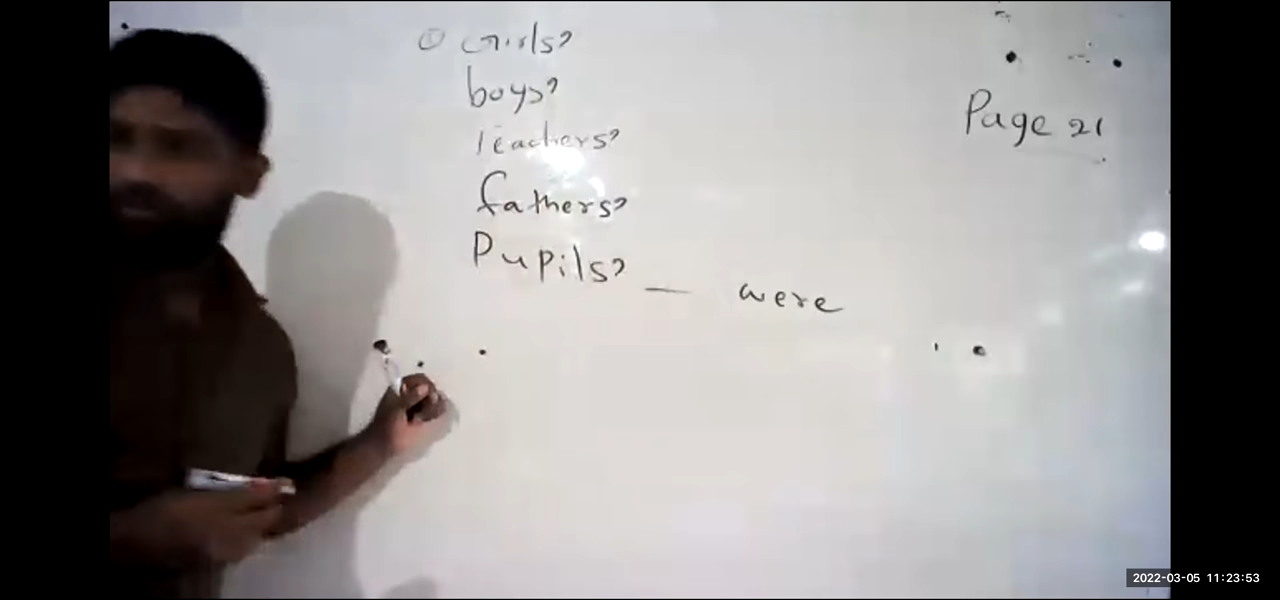 ① Girls'
boys'
Teachers'
fathers'
Pupils' — were
Page 21
2022-03-05 11:23:53